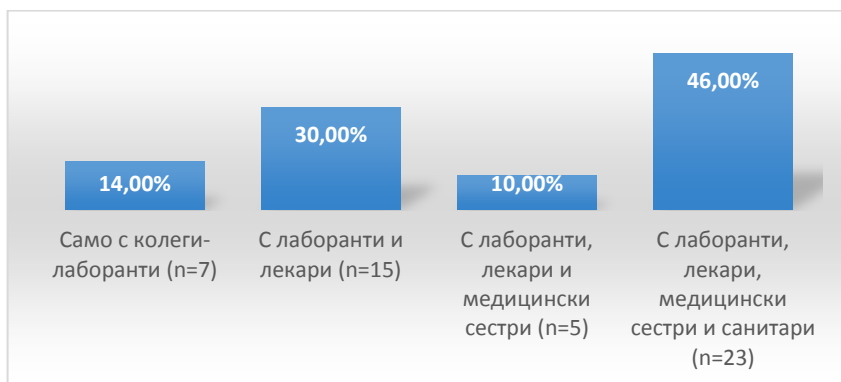 46,00%
30,00%
14,00%
10,00%
Само с колеги-
лаборанти (n=7)
С лаборанти и
лекари (n=15)
С лаборанти,
лекари и
медицински
сестри (n=5)
С лаборанти,
лекари,
медицински
сестри и санитари
(n=23)